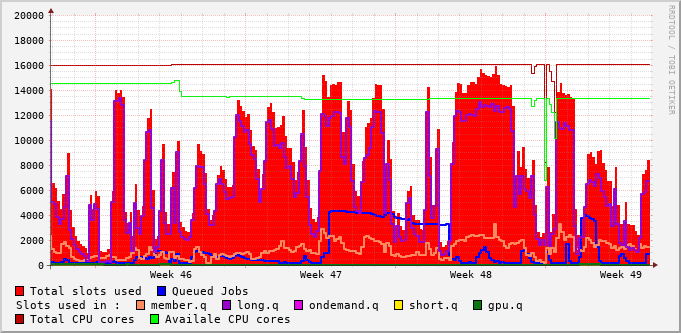 RRDTOOL / TOBI OETIKER
20000
18000
16000
14000
12000
10000
8000
6000
4000
2000
0
Week 46 Week 47 Week 48 Week 49
Total slots used Queued Jobs
Slots used in : member.q long.q ondemand.q short.q gpu.q
Total CPU cores Availale CPU cores